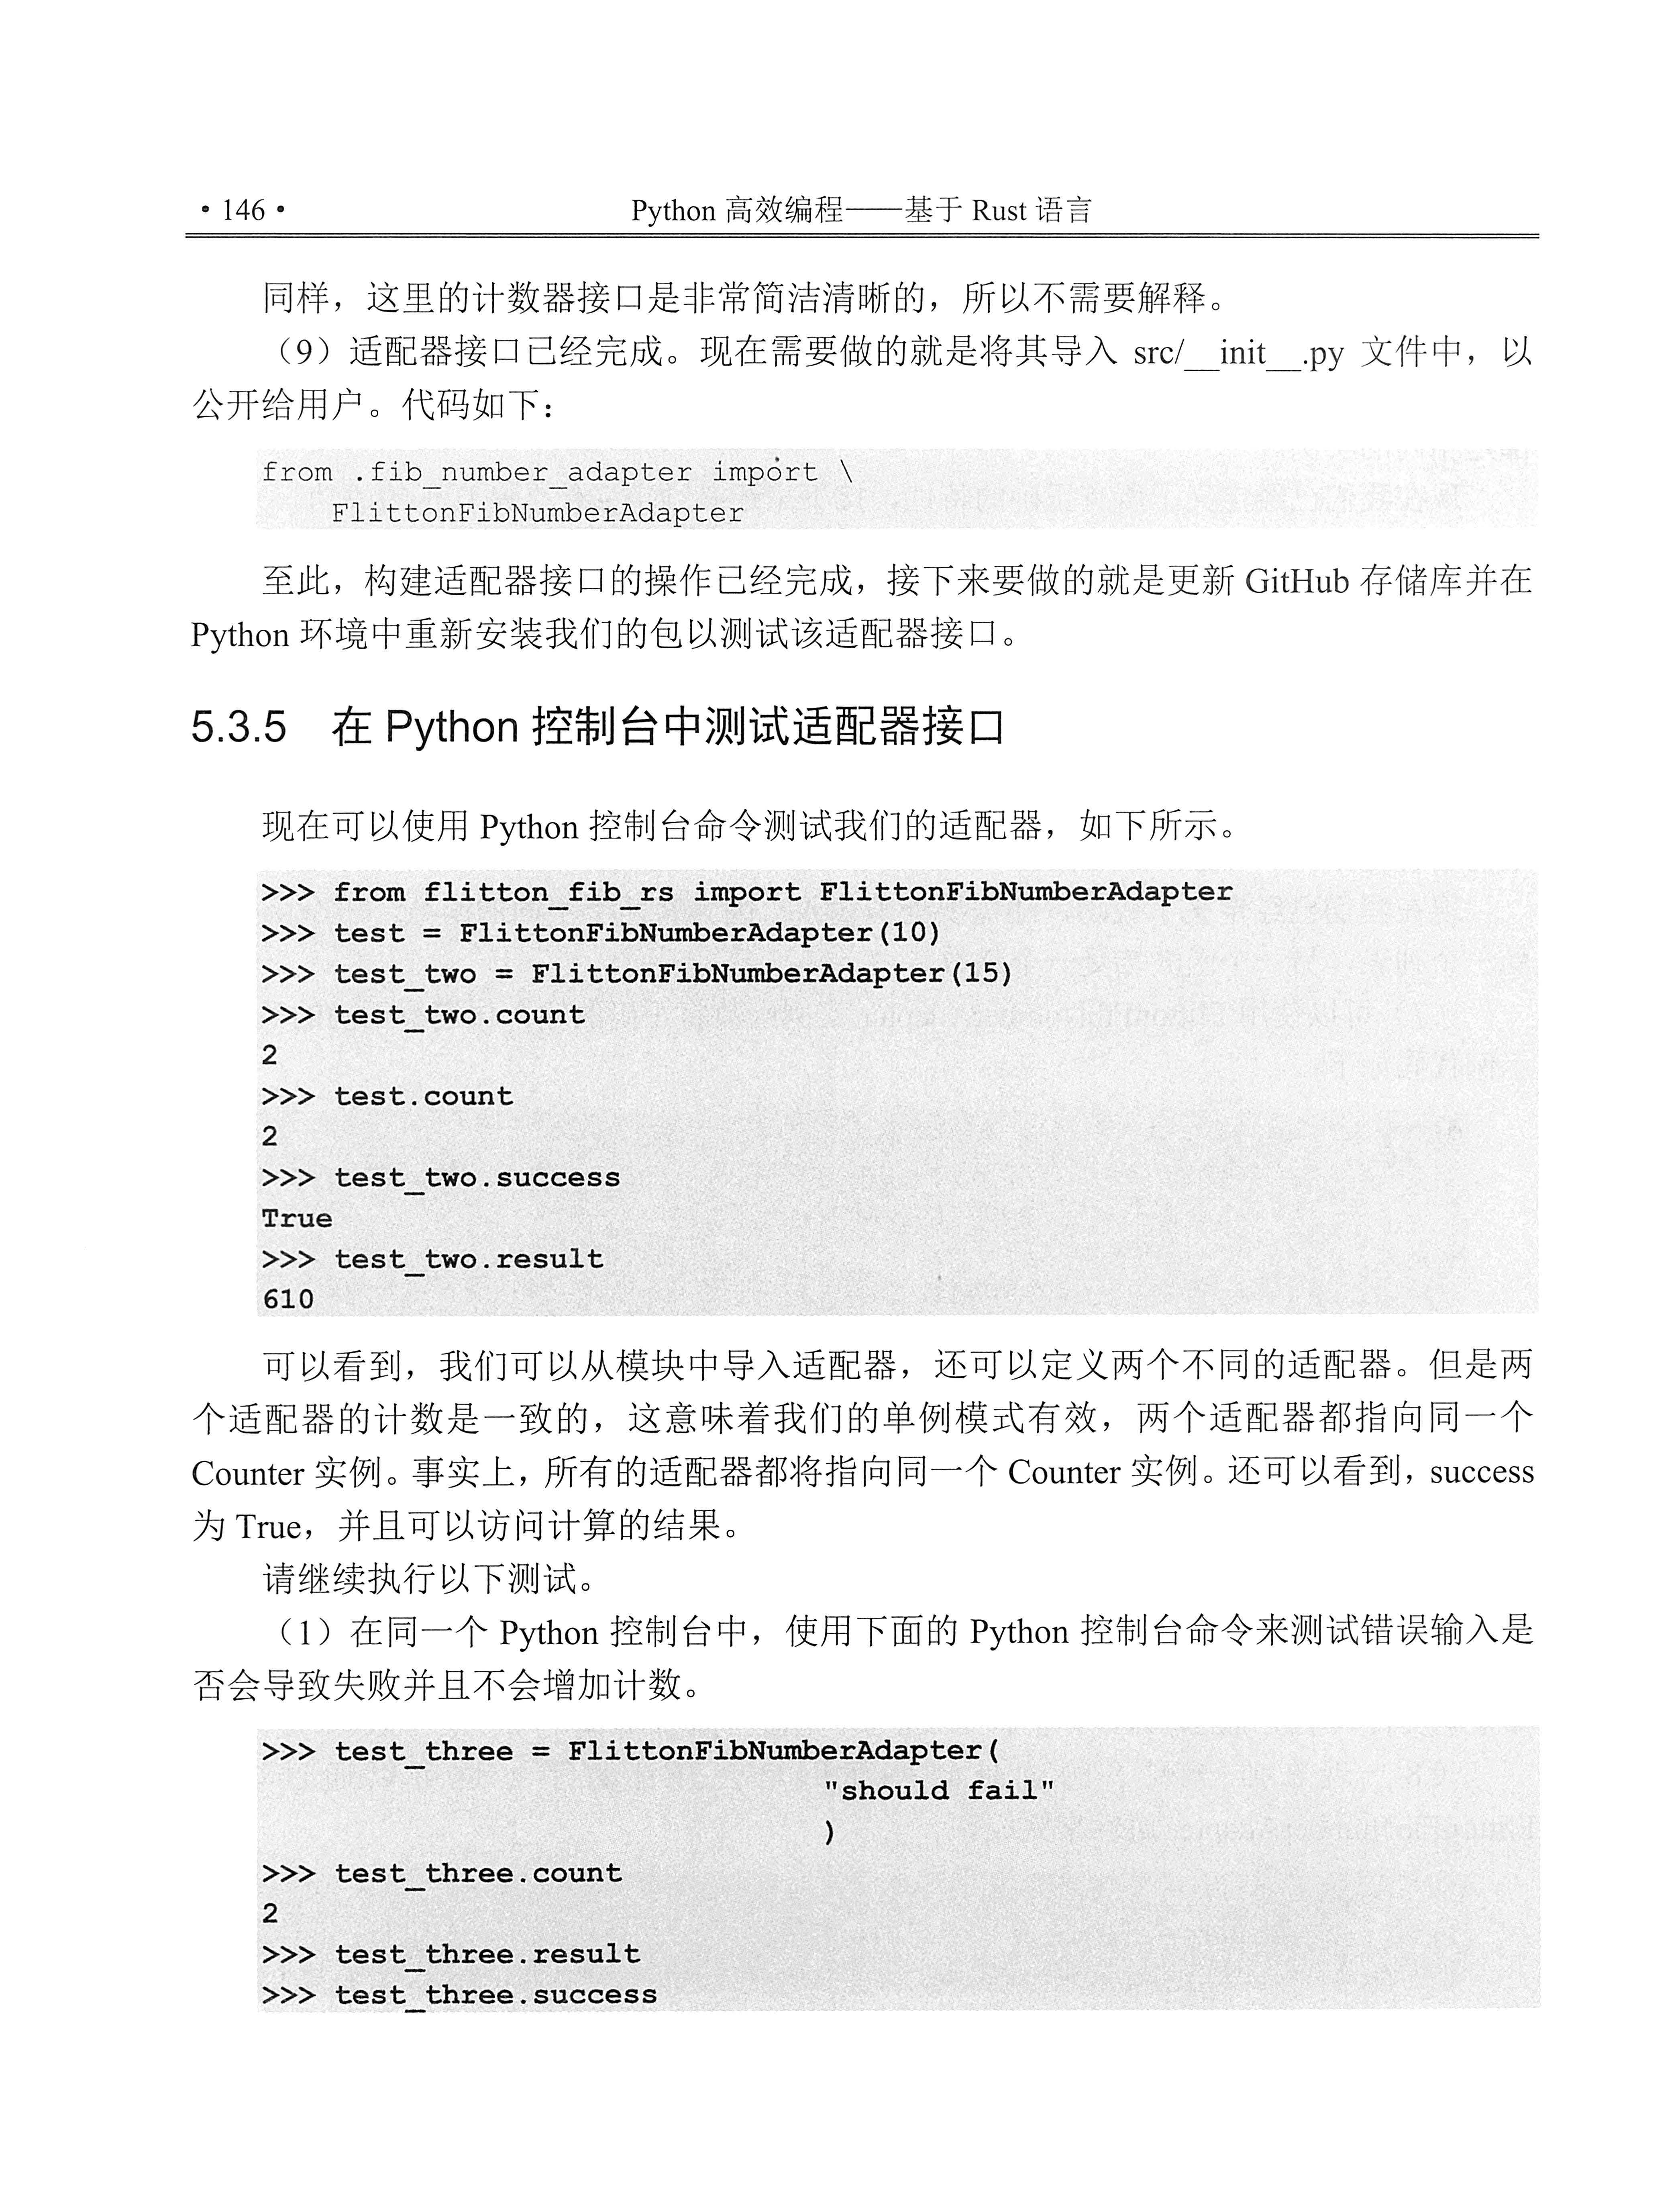 • 146 •
Python 高效编程——基于 Rust 语言
同样，这里的计数器接口是非常简洁清晰的，所以不需要解释。
（9）适配器接口已经完成。现在需要做的就是将其导入 src/__init__.py 文件中，以
公开给用户。代码如下：
from .fib_number_adapter import \
    FlittonFibNumberAdapter
至此，构建适配器接口的操作已经完成，接下来要做的就是更新 GitHub 存储库并在
Python 环境中重新安装我们的包以测试该适配器接口。
5.3.5 在 Python 控制台中测试适配器接口
现在可以使用 Python 控制台命令测试我们的适配器，如下所示。
>>> from flitton_fib_rs import FlittonFibNumberAdapter
>>> test = FlittonFibNumberAdapter(10)
>>> test_two = FlittonFibNumberAdapter(15)
>>> test_two.count
2
>>> test.count
2
>>> test_two.success
True
>>> test_two.result
610
可以看到，我们可以从模块中导入适配器，还可以定义两个不同的适配器。但是两
个适配器的计数是一致的，这意味着我们的单例模式有效，两个适配器都指向同一个
Counter 实例。事实上，所有的适配器都将指向同一个 Counter 实例。还可以看到，success
为 True，并且可以访问计算的结果。
请继续执行以下测试。
（1）在同一个 Python 控制台中，使用下面的 Python 控制台命令来测试错误输入是
否会导致失败并且不会增加计数。
>>> test_three = FlittonFibNumberAdapter(
                               "should fail"
                               )
>>> test_three.count
2
>>> test_three.result
>>> test_three.success